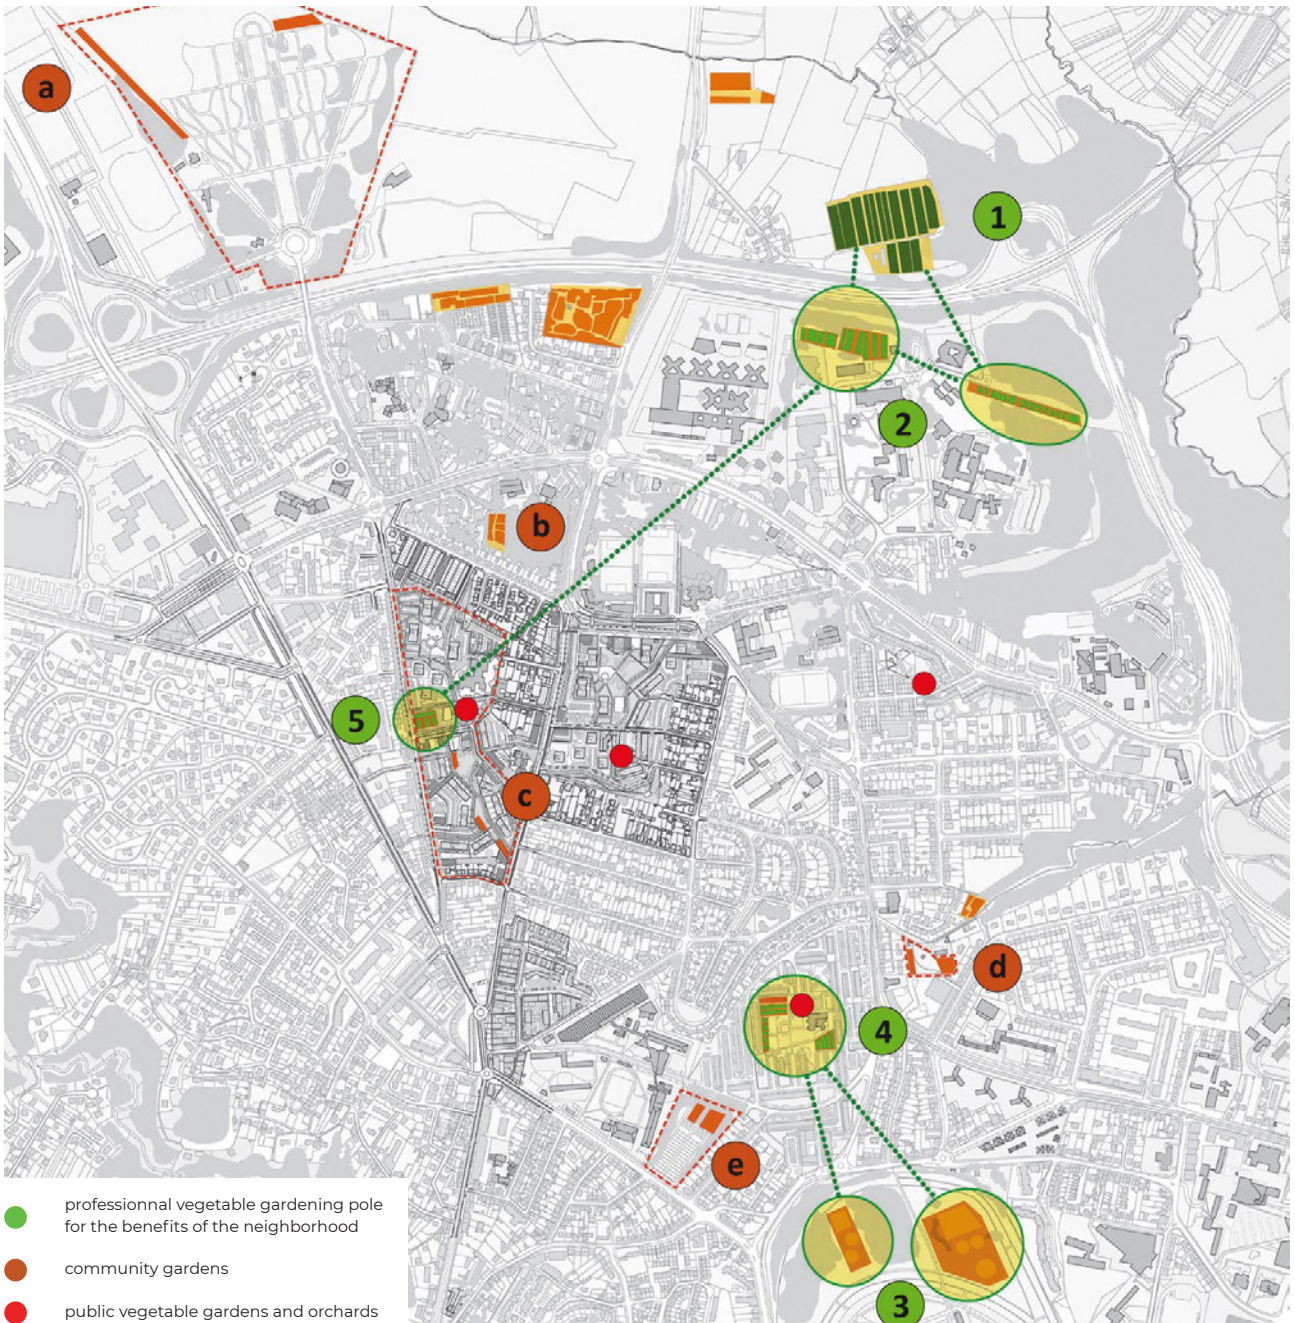 a
1
2
b
5
c
d
4
e
3
professionnal vegetable gardening pole
for the benefits of the neighborhood
community gardens
public vegetable gardens and orchards